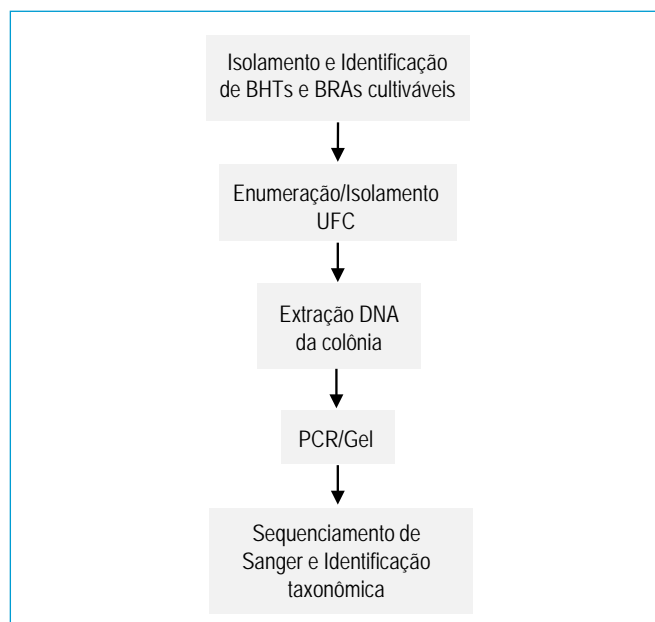 Isolamento e Identificação
de BHTs e BRAs cultiváveis
Enumeração/Isolamento
UFC
Extração DNA
da colônia
PCR/Gel
Sequenciamento de
Sanger e Identificação
taxonômica